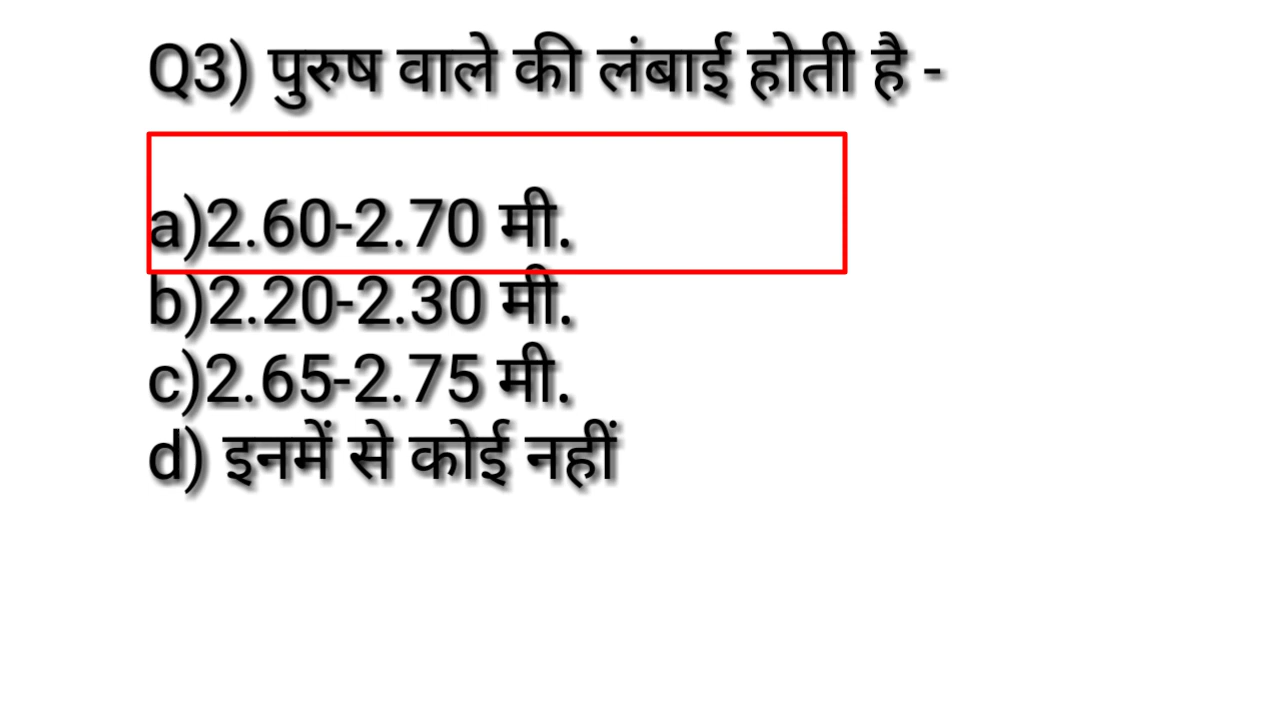 Q3) पुरुष वाले की लंबाई होती है -
a)2.60-2.70 मी.
b)2.20-2.30 मी.
c)2.65-2.75 मी.
d) इनमें से कोई नहीं